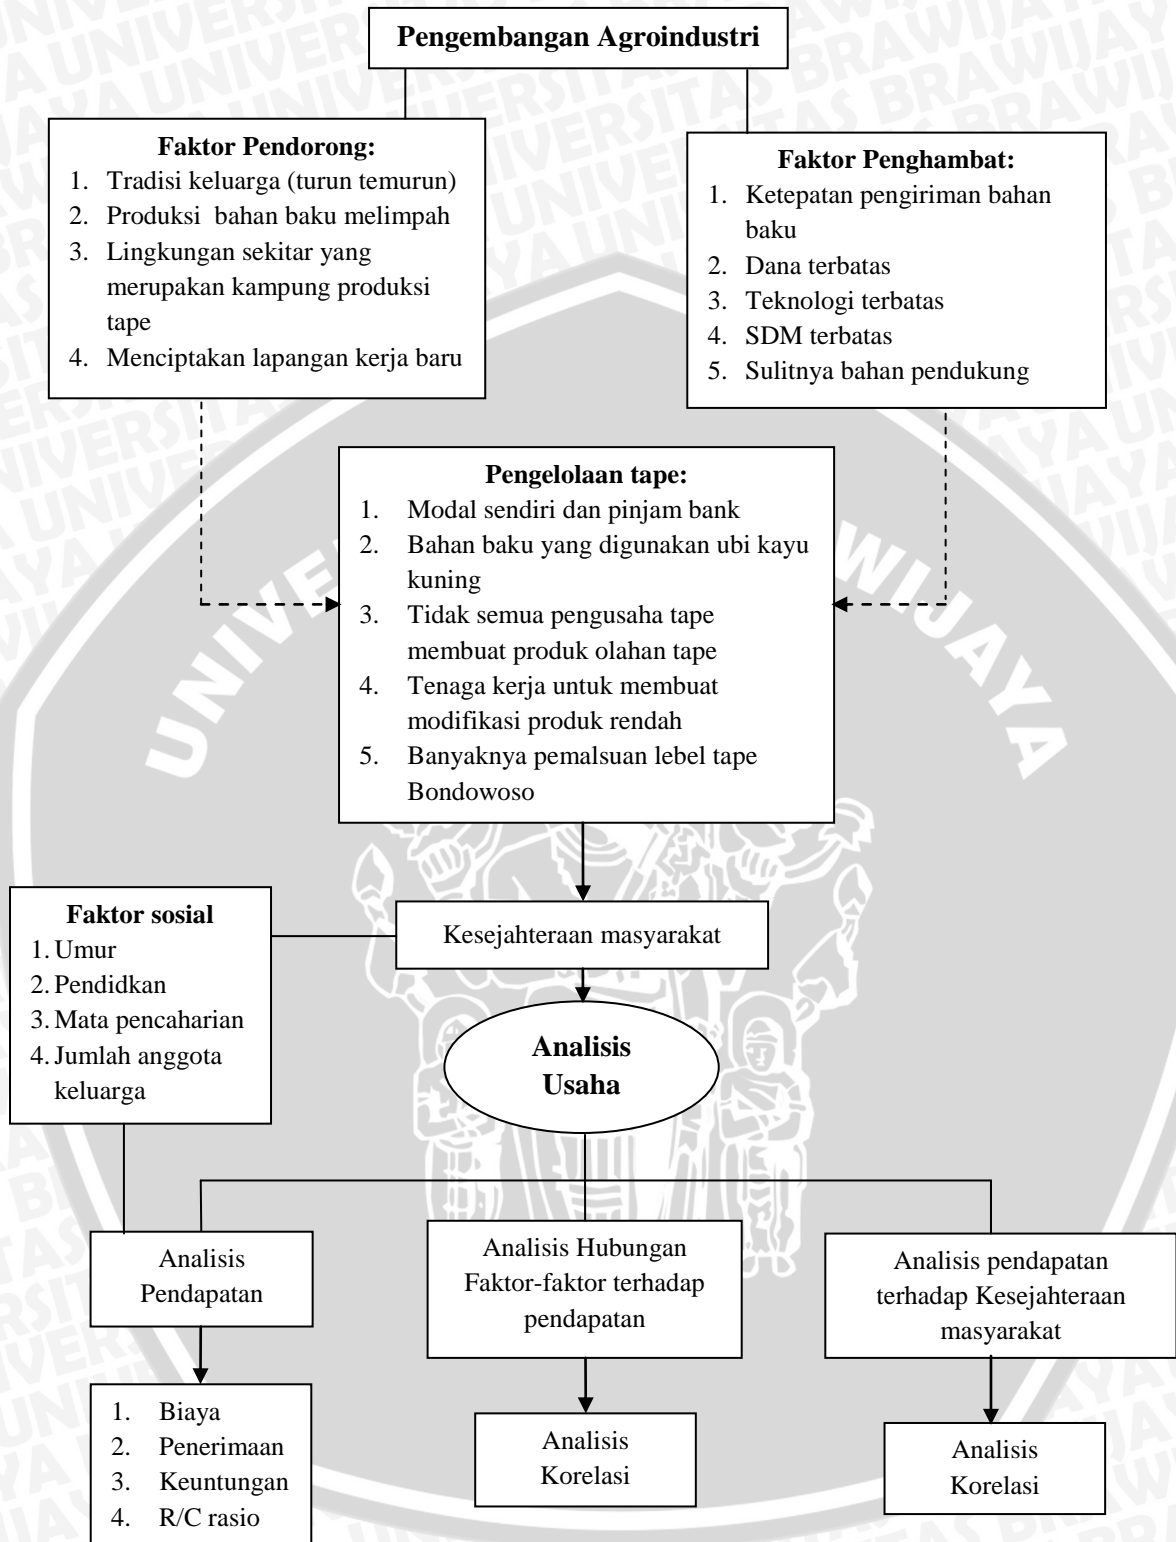 Pengembangan Agroindustri
Faktor Pendorong:
1. Tradisi keluarga (turun temurun)
2. Produksi bahan baku melimpah
3. Lingkungan sekitar yang
merupakan kampung produksi
tape
4. Menciptakan lapangan kerja baru
Faktor Penghambat:
1. Ketepatan pengiriman bahan
baku
2. Dana terbatas
3. Teknologi terbatas
4. SDM terbatas
5. Sulitnya bahan pendukung
Pengelolaan tape:
1. Modal sendiri dan pinjam bank
2. Bahan baku yang digunakan ubi kayu
kuning
3. Tidak semua pengusaha tape
membuat produk olahan tape
4. Tenaga kerja untuk membuat
modifikasi produk rendah
5. Banyaknya pemalsuan lebel tape
Bondowoso
Faktor sosial
1. Umur
2. Pendidkan
3. Mata pencaharian
4. Jumlah anggota
keluarga
Kesejahteraan masyarakat
Analisis
Usaha
Analisis
Pendapatan
Analisis Hubungan
Faktor-faktor terhadap
pendapatan
Analisis pendapatan
terhadap Kesejahteraan
masyarakat
1. Biaya
2. Penerimaan
3. Keuntungan
4. R/C rasio
Analisis
Korelasi
Analisis
Korelasi